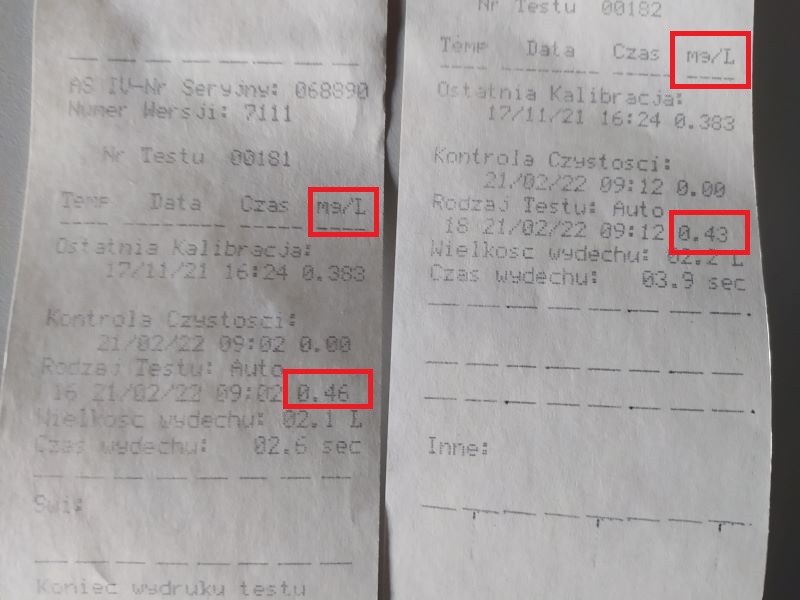 AS IV-Nr Seryjny: 068890
Numer Wersji: 7111
Nr Testu 00181
Temp Data Czas mg/L
Ostatnia Kalibracja:
17/11/21 16:24 0.383
Kontrola Czystosci:
21/02/22 09:02 0.00
Rodzaj Testu: Auto
16 21/02/22 09:02 0.46
Wielkosc wydechu: 02.1 L
Czas wydechu: 02.6 sec
Swi:
Koniec wydruku testu
Nr Testu 00182
Temp Data Czas mg/L
Ostatnia Kalibracja:
17/11/21 16:24 0.383
Kontrola Czystosci:
21/02/22 09:12 0.00
Rodzaj Testu: Auto
18 21/02/22 09:12 0.43
Wielkosc wydechu: 02.2 L
Czas wydechu: 03.9 sec
Inne: